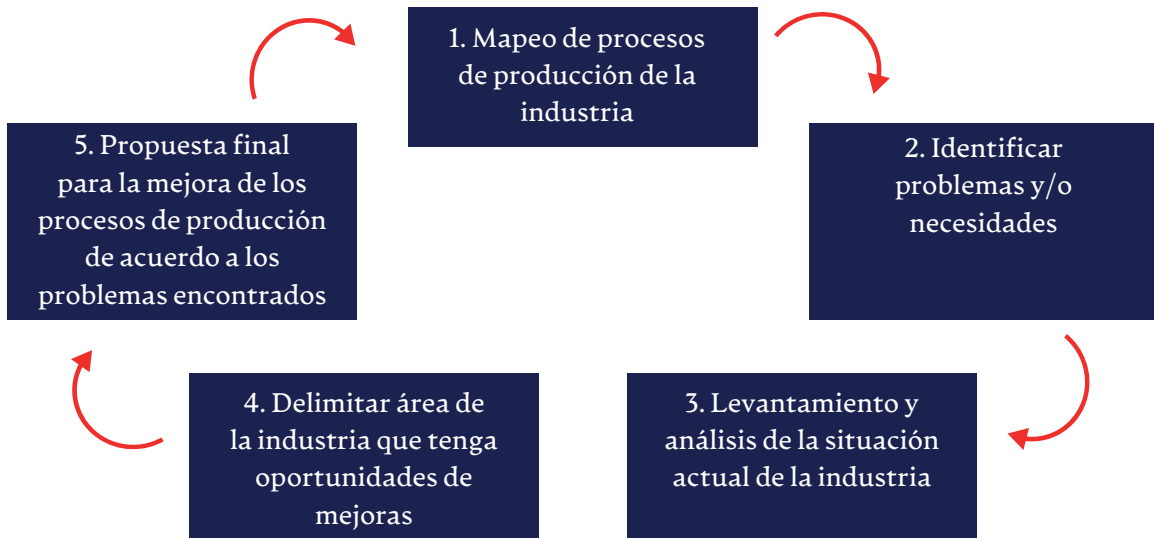 1. Mapeo de procesos
de producción de la
industria
2. Identificar
problemas y/o
necesidades
3. Levantamiento y
análisis de la situación
actual de la industria
4. Delimitar área de
la industria que tenga
oportunidades de
mejoras
5. Propuesta final
para la mejora de los
procesos de producción
de acuerdo a los
problemas encontrados